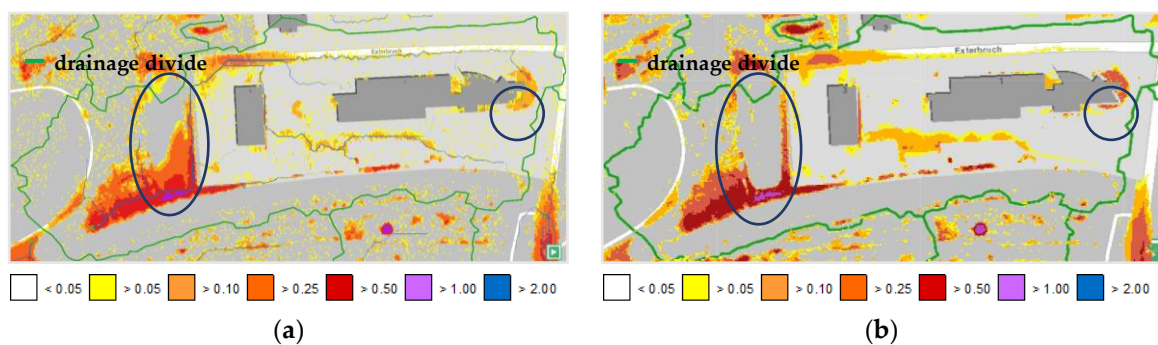 Exterbruch
drainage divide
< 0.05 > 0.05 > 0.10 > 0.25 > 0.50 > 1.00 > 2.00
(a)
Exterbruch
drainage divide
< 0.05 > 0.05 > 0.10 > 0.25 > 0.50 > 1.00 > 2.00
(b)